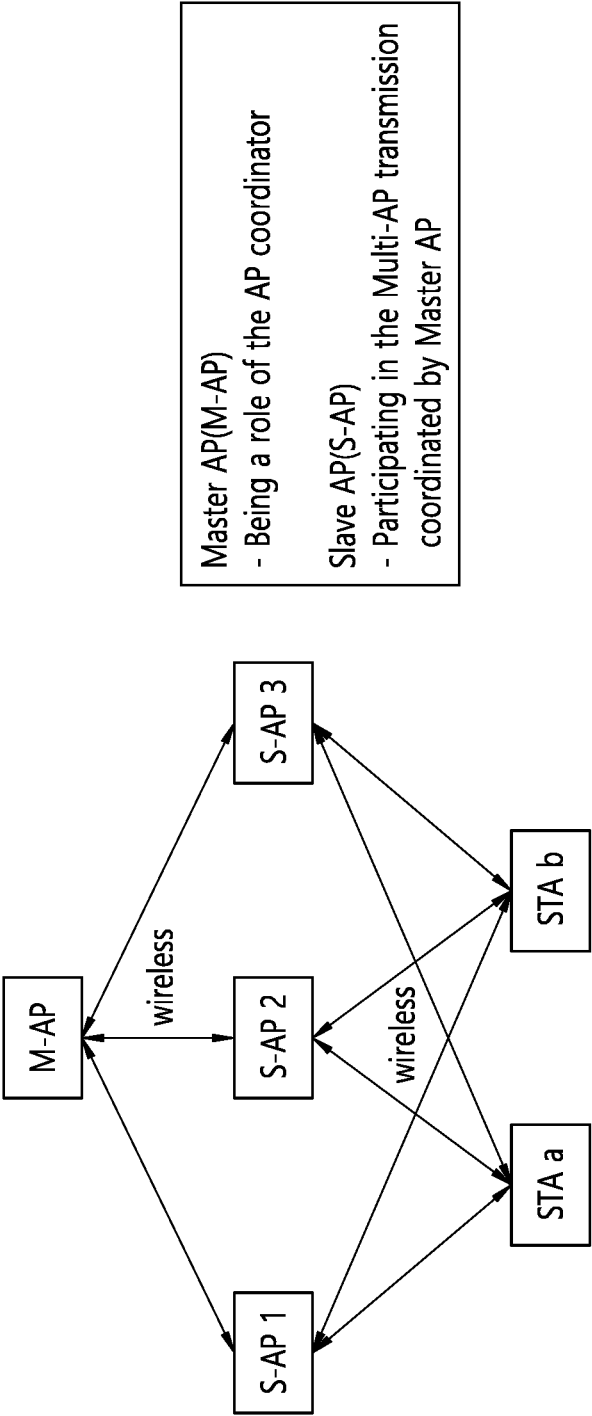 M-AP
wireless
S-AP 1
S-AP 2
S-AP 3
wireless
STA a
STA b
Master AP(M-AP)
- Being a role of the AP coordinator
Slave AP(S-AP)
- Participating in the Multi-AP transmission
coordinated by Master AP